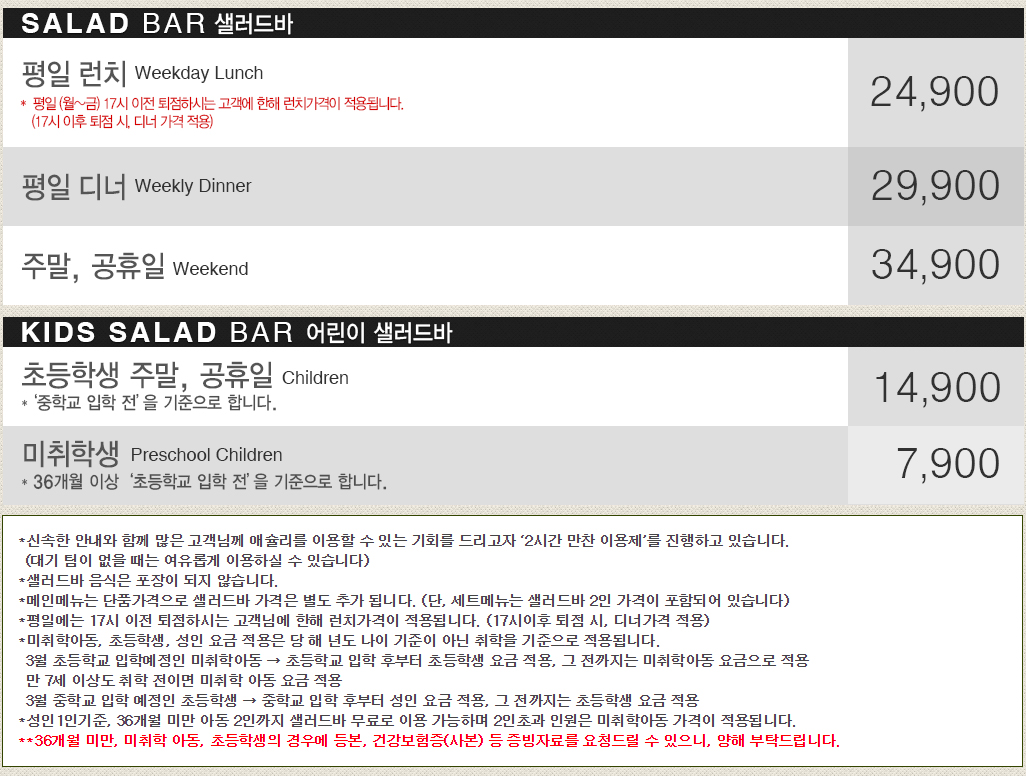 SALAD BAR 샐러드바
평일 런치 Weekday Lunch
24,900
* 평일 (월~금) 17시 이전 퇴점하시는 고객에 한해 런치가격이 적용됩니다.
(17시 이후 퇴점 시, 디너 가격 적용)
평일 디너 Weekly Dinner
29,900
주말, 공휴일 Weekend
34,900
KIDS SALAD BAR 어린이 샐러드바
초등학생 주말, 공휴일 Children
14,900
* ‘중학교 입학 전’을 기준으로 합니다.
미취학생 Preschool Children
7,900
* 36개월 이상 ‘초등학교 입학 전’을 기준으로 합니다.
*신속한 안내와 함께 많은 고객님께 애슐리를 이용할 수 있는 기회를 드리고자 ‘2시간 만찬 이용제’를 진행하고 있습니다.
(대기 팀이 없을 때는 여유롭게 이용하실 수 있습니다)
*샐러드바 음식은 포장이 되지 않습니다.
*메인메뉴는 단품가격으로 샐러드바 가격은 별도 추가 됩니다. (단, 세트메뉴는 샐러드바 2인 가격이 포함되어 있습니다)
*평일에는 17시 이전 퇴점하시는 고객님에 한해 런치가격이 적용됩니다. (17시이후 퇴점 시, 디너가격 적용)
*미취학아동, 초등학생, 성인 요금 적용은 당 해 년도 나이 기준이 아닌 취학을 기준으로 적용됩니다.
3월 초등학교 입학예정인 미취학아동 → 초등학교 입학 후부터 초등학생 요금 적용, 그 전까지는 미취학아동 요금으로 적용
만 7세 이상도 취학 전이면 미취학 아동 요금 적용
3월 중학교 입학 예정인 초등학생 → 중학교 입학 후부터 성인 요금 적용, 그 전까지는 초등학생 요금 적용
*성인1인기준, 36개월 미만 아동 2인까지 샐러드바 무료로 이용 가능하며 2인초과 인원은 미취학아동 가격이 적용됩니다.
**36개월 미만, 미취학 아동, 초등학생의 경우에 등본, 건강보험증(사본) 등 증빙자료를 요청드릴 수 있으니, 양해 부탁드립니다.